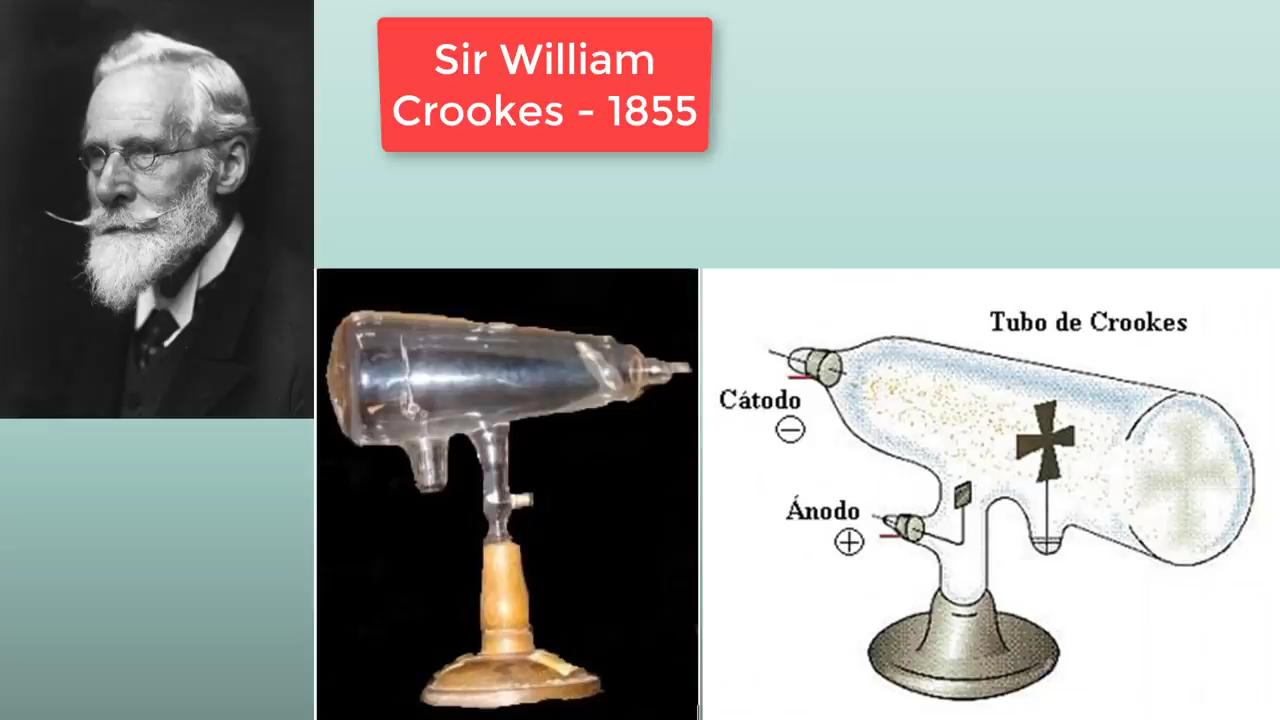 Sir William
Crookes - 1855
Tubo de Crookes
Cátodo
Ánodo